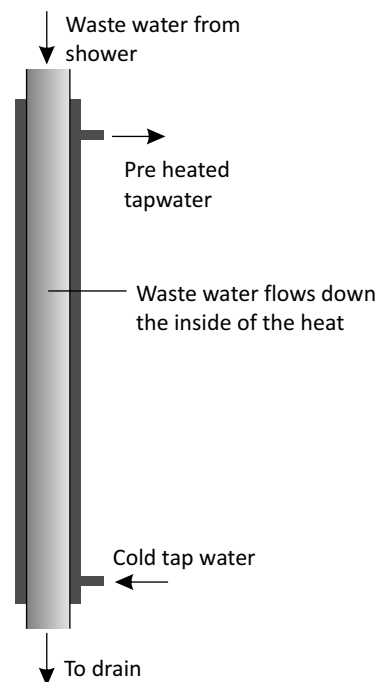 Waste water from
shower
Pre heated
tapwater
Waste water flows down
the inside of the heat
Cold tap water
To drain